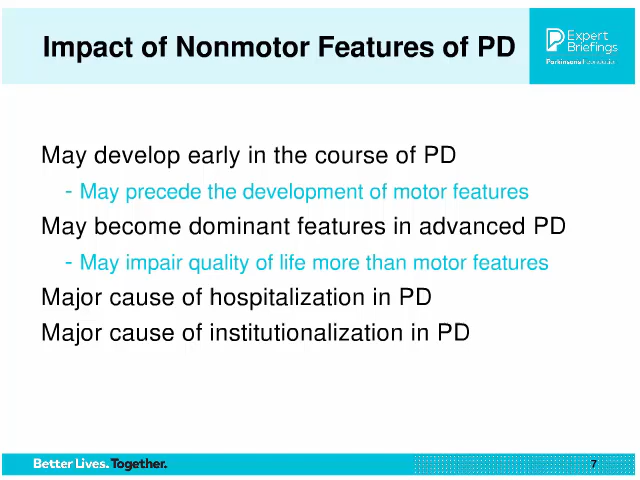 Impact of Nonmotor Features of PD
Expert
Briefings
Parkinson's Foundation
May develop early in the course of PD
- May precede the development of motor features
May become dominant features in advanced PD
- May impair quality of life more than motor features
Major cause of hospitalization in PD
Major cause of institutionalization in PD
Better Lives. Together.
7